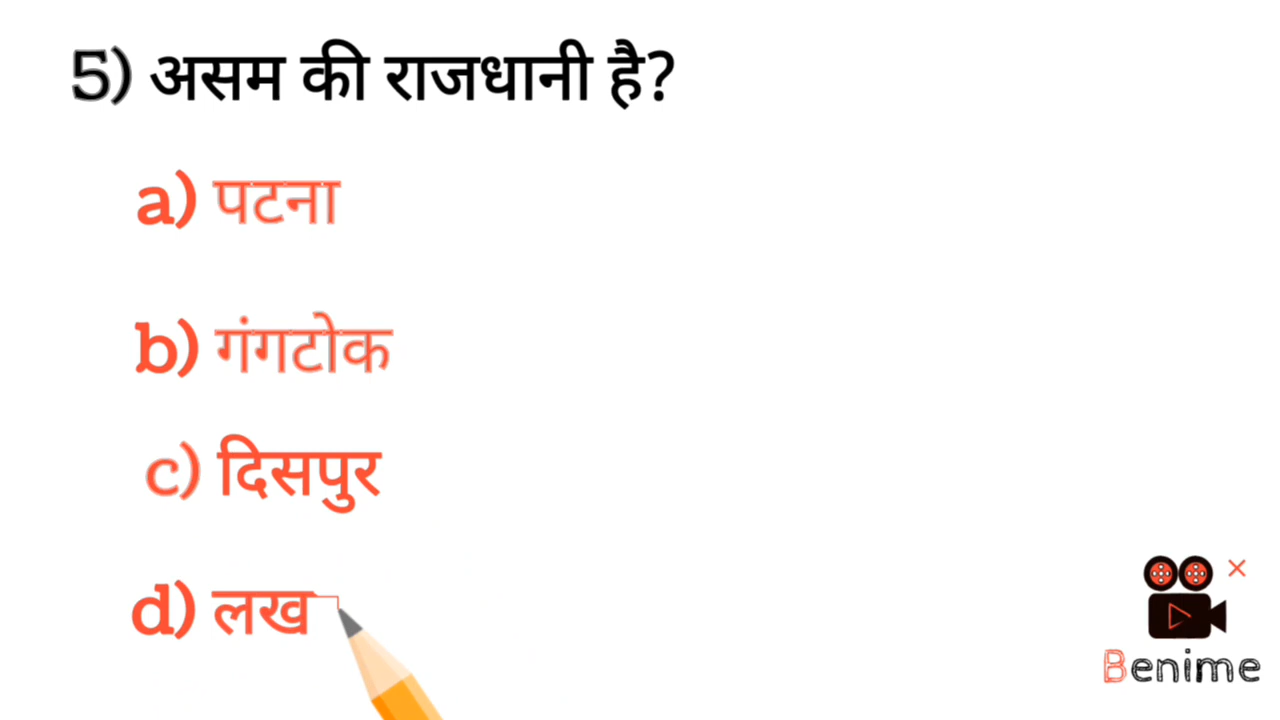 5) असम की राजधानी है?
a) पटना
b) गंगटोक
c) दिसपुर
d) लख
Benime